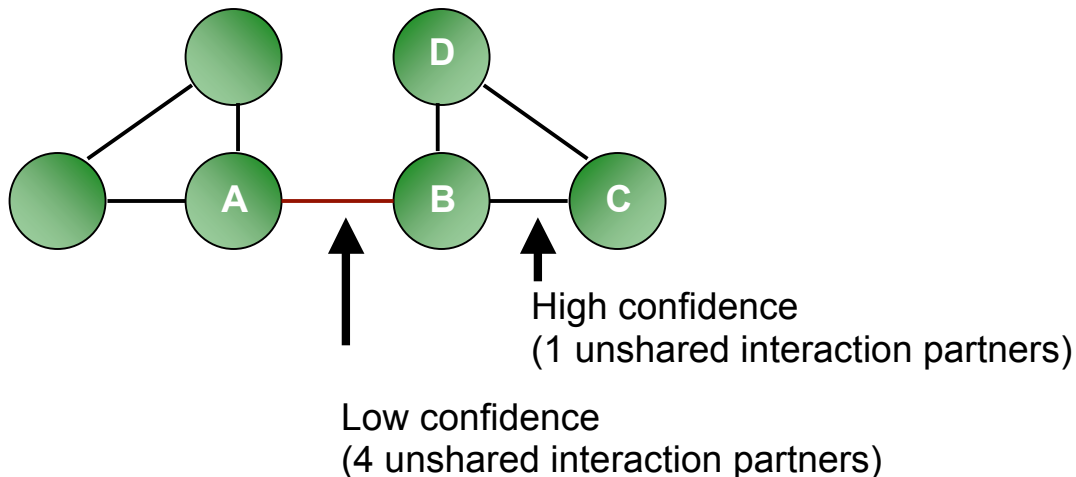 D
A
B
C
High confidence
(1 unshared interaction partners)
Low confidence
(4 unshared interaction partners)